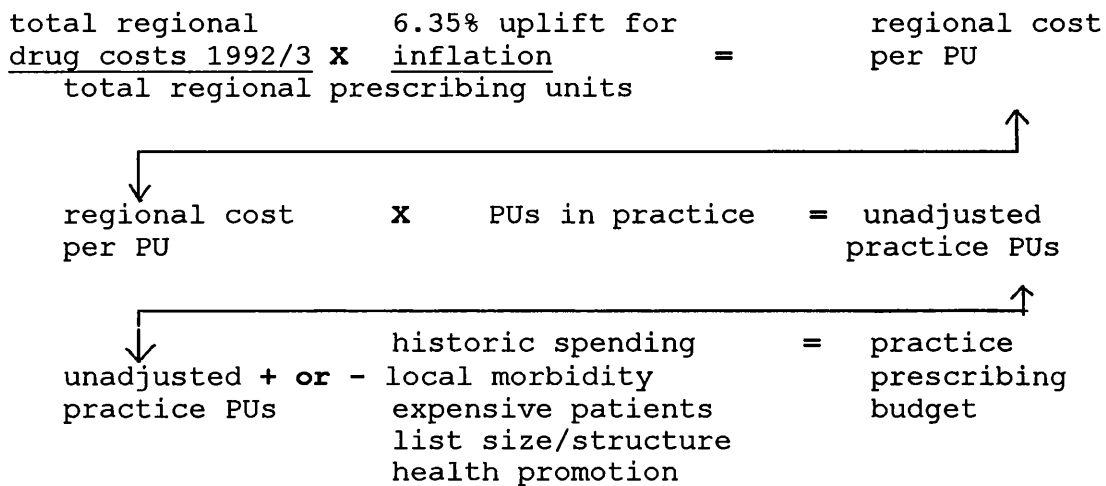 total regional 6.35% uplift for regional cost
drug costs 1992/3 X inflation = per PU
total regional prescribing units
regional cost X PUs in practice = unadjusted
per PU practice PUs
historic spending = practice
unadjusted + or - local morbidity prescribing
practice PUs expensive patients budget
list size/structure
health promotion